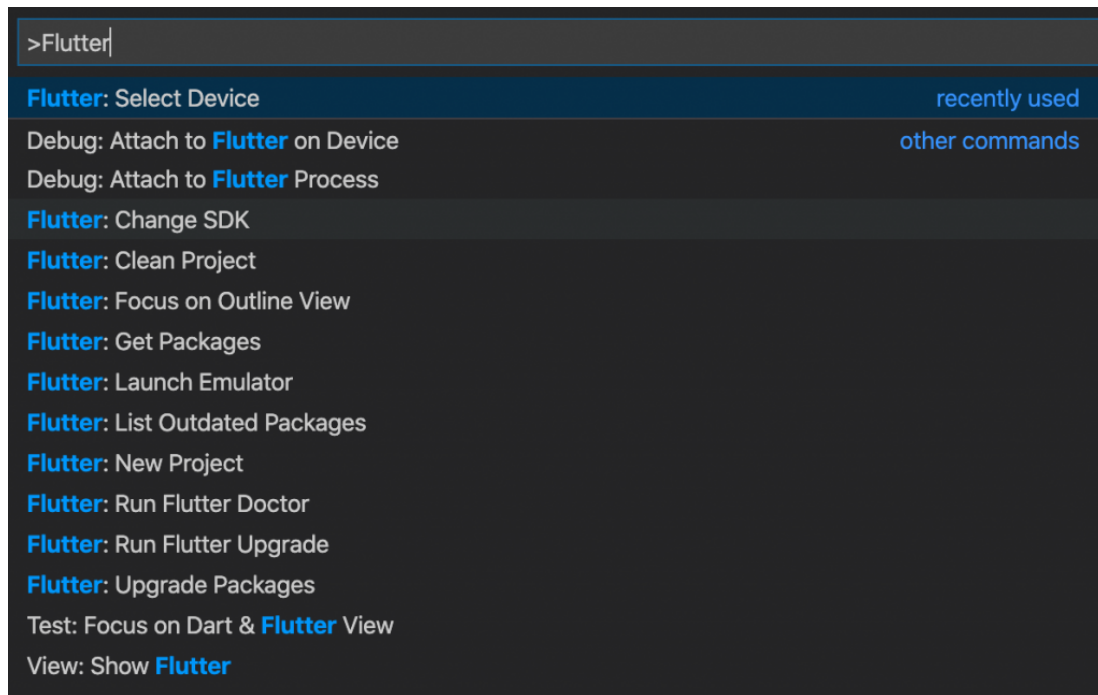 >Flutter
Flutter: Select Device recently used
Debug: Attach to Flutter on Device other commands
Debug: Attach to Flutter Process
Flutter: Change SDK
Flutter: Clean Project
Flutter: Focus on Outline View
Flutter: Get Packages
Flutter: Launch Emulator
Flutter: List Outdated Packages
Flutter: New Project
Flutter: Run Flutter Doctor
Flutter: Run Flutter Upgrade
Flutter: Upgrade Packages
Test: Focus on Dart & Flutter View
View: Show Flutter